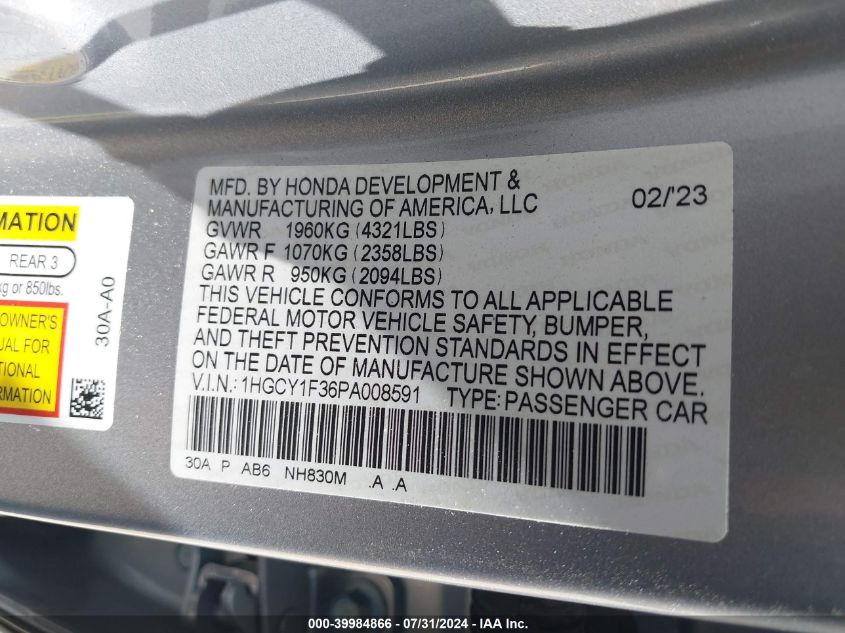 MFD. BY HONDA DEVELOPMENT &
MANUFACTURING OF AMERICA, LLC 02/'23
GVWR 1960KG (4321LBS)
GAWR F 1070KG (2358LBS)
GAWR R 950KG (2094LBS)
THIS VEHICLE CONFORMS TO ALL APPLICABLE
FEDERAL MOTOR VEHICLE SAFETY, BUMPER,
AND THEFT PREVENTION STANDARDS IN EFFECT
ON THE DATE OF MANUFACTURE SHOWN ABOVE.
V.I.N.: 1HGCY1F36PA008591 TYPE: PASSENGER CAR
30A P AB6 NH830M .A .A
MATION
REAR 3
kg or 850lbs.
OWNER'S
UAL FOR
TIONAL
30A-A0
000-39984866 - 07/31/2024 - IAAI.com